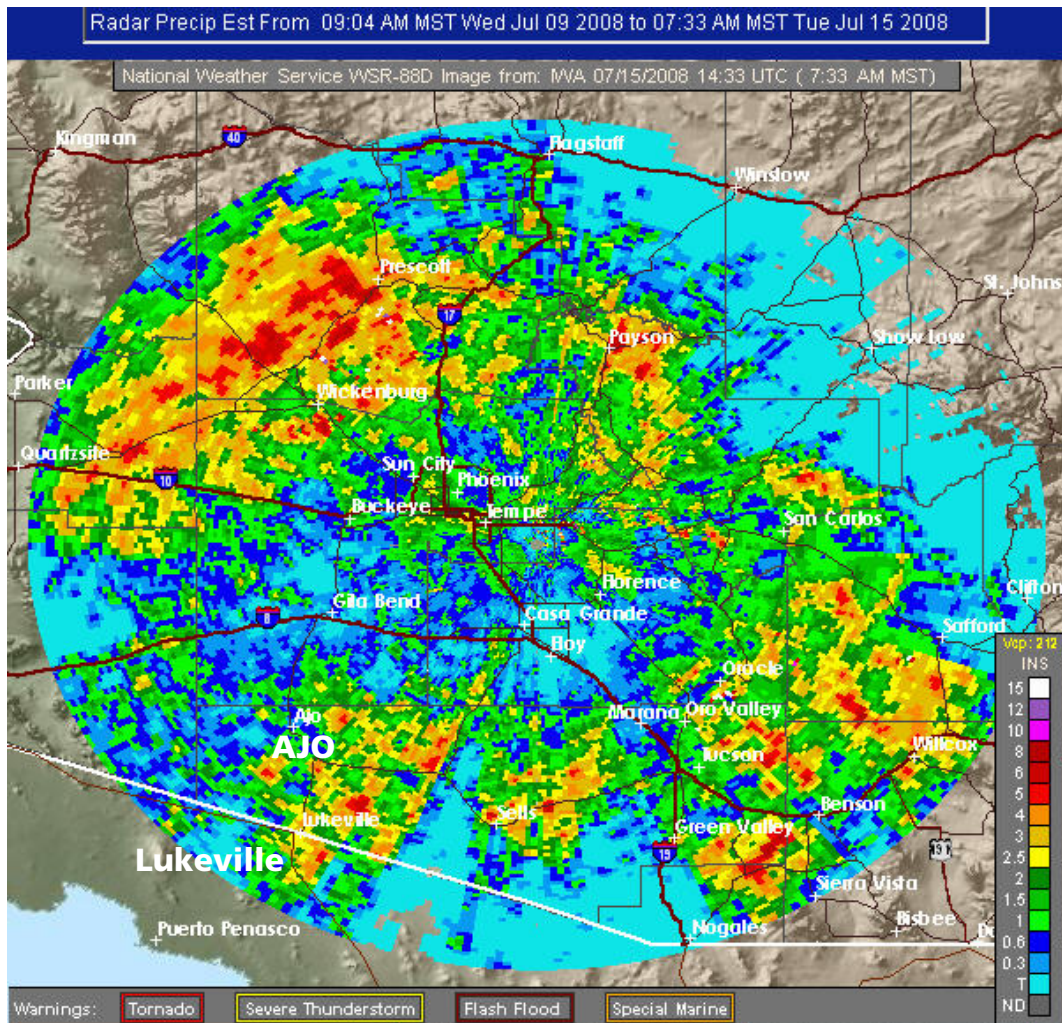 Radar Precip Est From 09:04 AM MST Wed Jul 09 2008 to 07:33 AM MST Tue Jul 15 2008
National Weather Service WSR-88D Image from: IWA 07/15/2008 14:33 UTC ( 7:33 AM MST)
Kingman
40
Flagstaff
Winslow
Prescott
St. Johns
17
Payson
Show Low
Parker
Wickenburg
Quartzsite
10
Sun City
Phoenix
Buckeye
Tempe
San Carlos
Florence
Clifton
Gila Bend
8
Casa Grande
Safford
Eloy
Vcp: 212
INS
Oracle
15
Ajo
Marana
Oro Valley
12
AJO
10
Tucson
Willcox
8
6
Lukeville
Sells
Benson
5
Green Valley
4
Lukeville
19
191
3
Sierra Vista
2.5
Puerto Penasco
Nogales
Bisbee
2
1.5
1
0.6
0.3
T
ND
Warnings: Tornado Severe Thunderstorm Flash Flood Special Marine